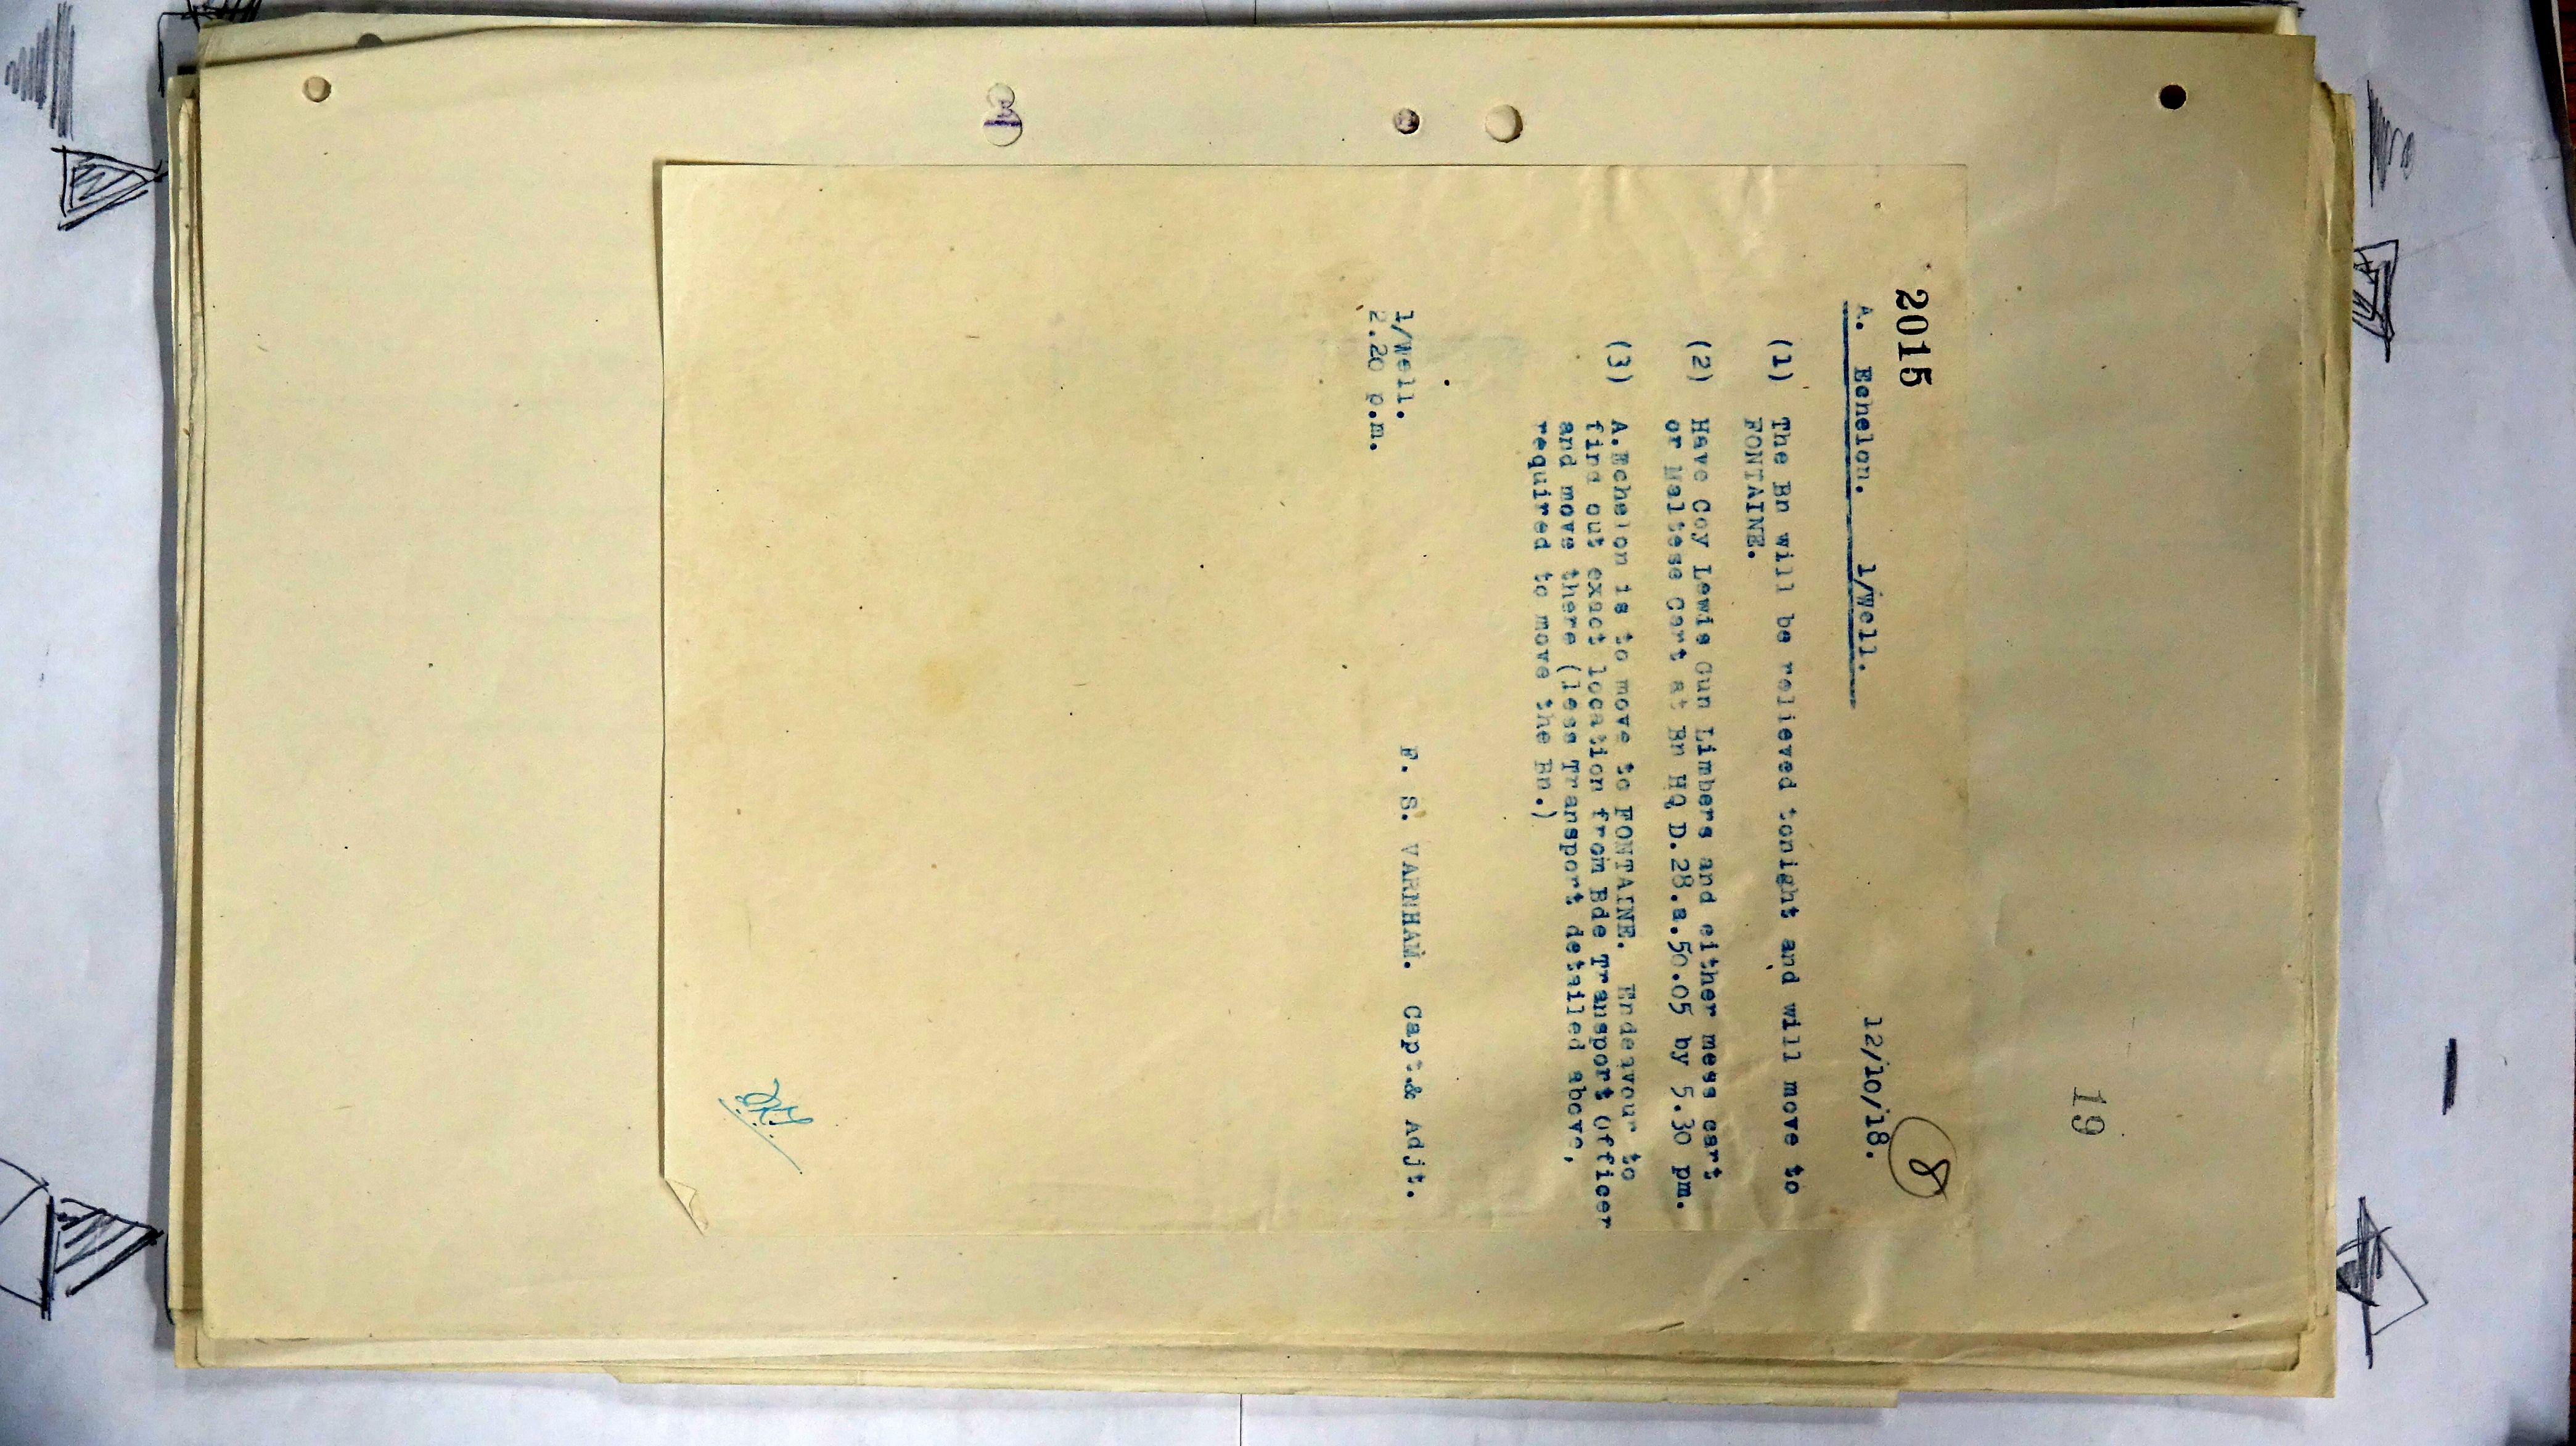 19
8
2015
12/10/18.
A. Echelon. 1/Well.
(1) The Bn will be relieved tonight and will move to
FONTAINE.
(2) Have Coy Lewis Gun Limbers and either mess cart
or Maltese Cart at Bn HQ D.28.a.50.05 by 5.30 pm.
(3) A.Echelon is to move to FONTAINE. Endeavour to
find out exact location from Bde Transport Officer
and move there (less Transport detailed above,
required to move the Bn.)
F. S. VARNHAM. Capt.& Adjt.
1/Well.
2.20 p.m.